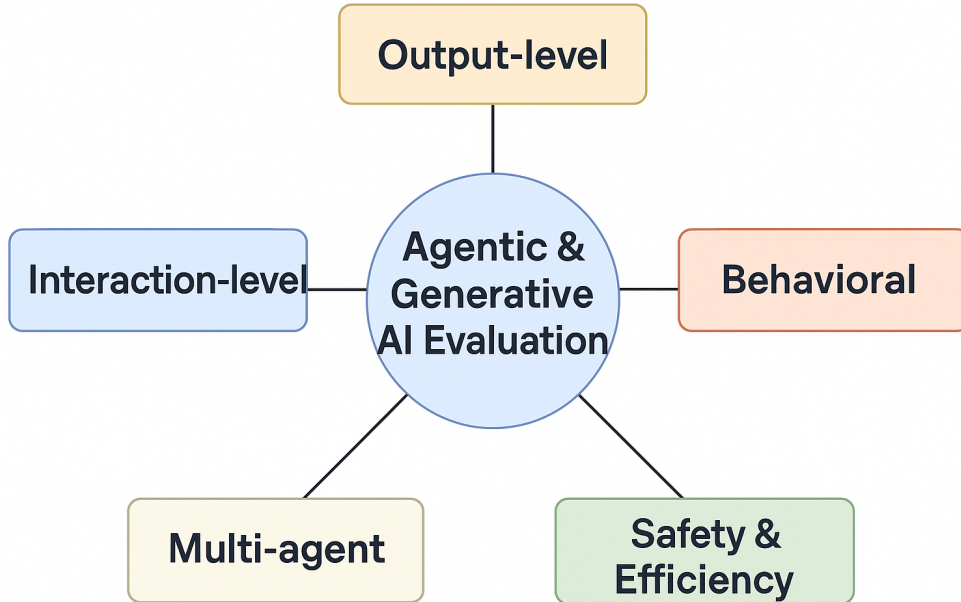 Output-level
Interaction-level
Agentic &
Generative
AI Evaluation
Behavioral
Multi-agent
Safety &
Efficiency